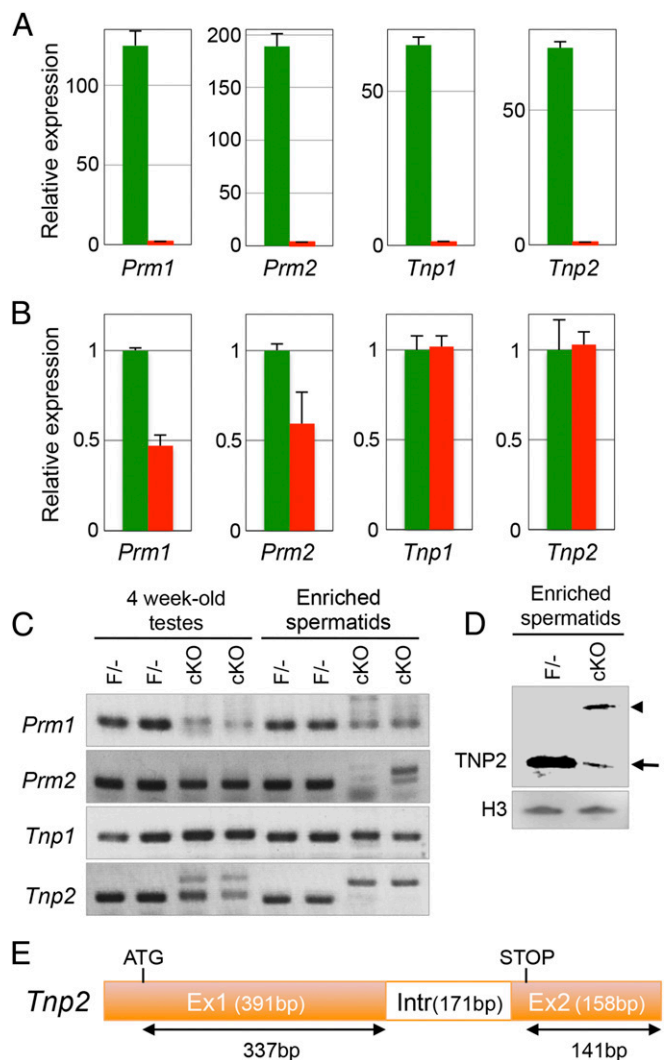 A
Relative expression
100
50
0
Prm1
200
150
100
50
0
Prm2
50
0
Tnp1
50
0
Tnp2
B
Relative expression
1
0.5
0
Prm1
1
0.5
0
Prm2
1
0.5
0
Tnp1
1
0.5
0
Tnp2
C
4 week-old
testes
Enriched
spermatids
F/- F/- cKO cKO F/- F/- cKO cKO
Prm1
Prm2
Tnp1
Tnp2
D
Enriched
spermatids
F/- cKO
TNP2
H3
E
ATG STOP
Tnp2 Ex1 (391bp) Intr(171bp) Ex2 (158bp)
337bp 141bp